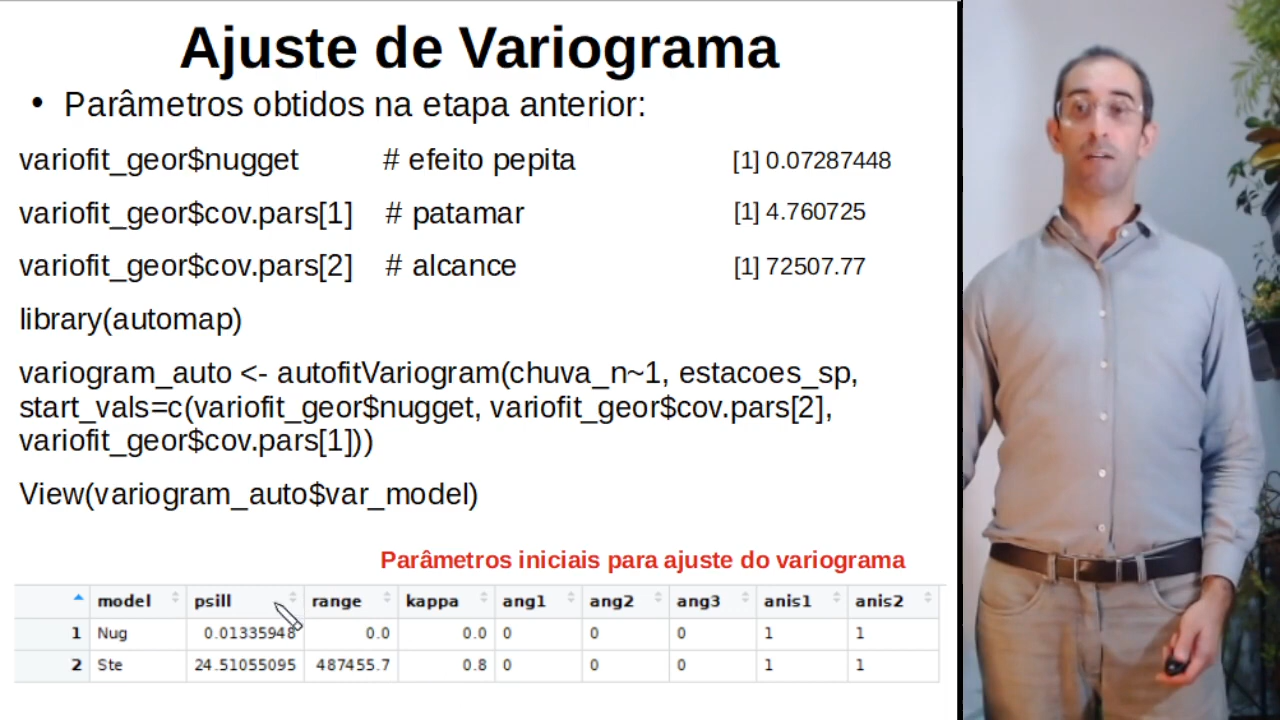 Ajuste de Variograma
• Parâmetros obtidos na etapa anterior:
variofit_geor$nugget # efeito pepita [1] 0.07287448
variofit_geor$cov.pars[1] # patamar [1] 4.760725
variofit_geor$cov.pars[2] # alcance [1] 72507.77
library(automap)
variogram_auto <- autofitVariogram(chuva_n~1, estacoes_sp,
start_vals=c(variofit_geor$nugget, variofit_geor$cov.pars[2],
variofit_geor$cov.pars[1]))
View(variogram_auto$var_model)
Parâmetros iniciais para ajuste do variograma
model psill range kappa ang1 ang2 ang3 anis1 anis2
1 Nug 0.01335948 0.0 0.0 0 0 0 1 1
2 Ste 24.51055095 487455.7 0.8 0 0 0 1 1